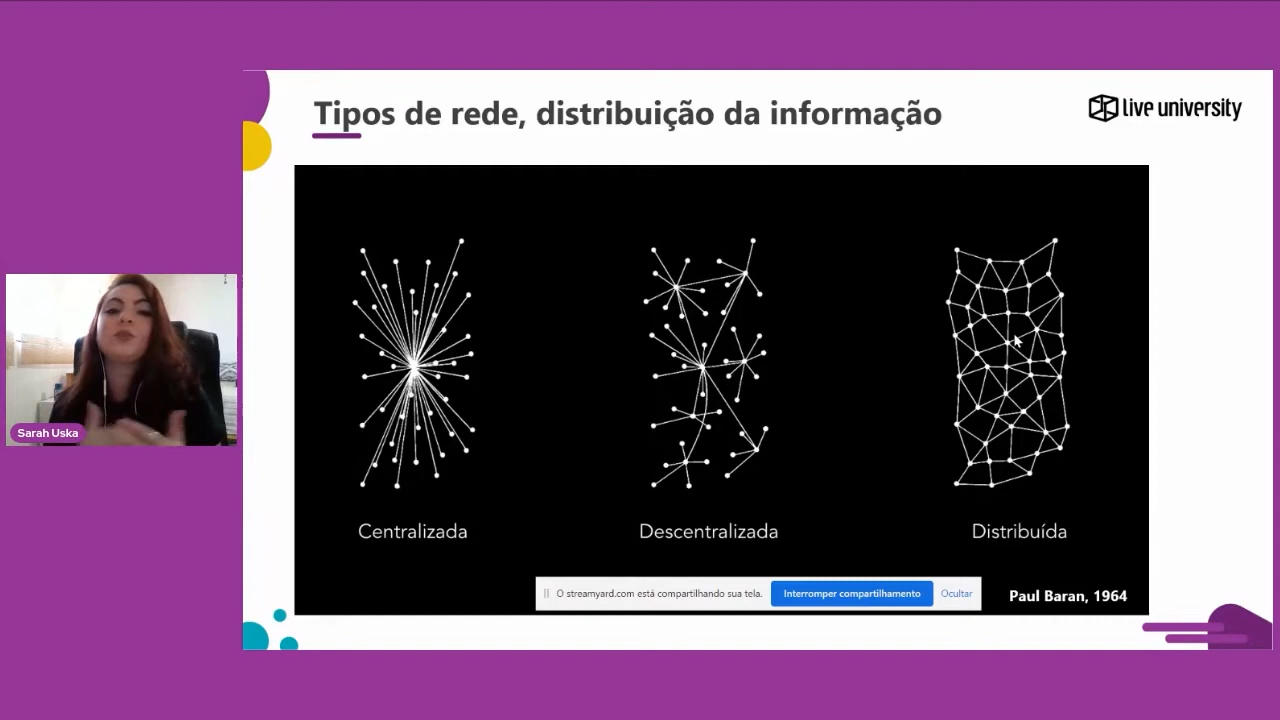 Tipos de rede, distribuição da informação
live university
Sarah Uska
Centralizada
Descentralizada
Distribuída
O streamyard.com está compartilhando sua tela.
Interromper compartilhamento
Ocultar
Paul Baran, 1964